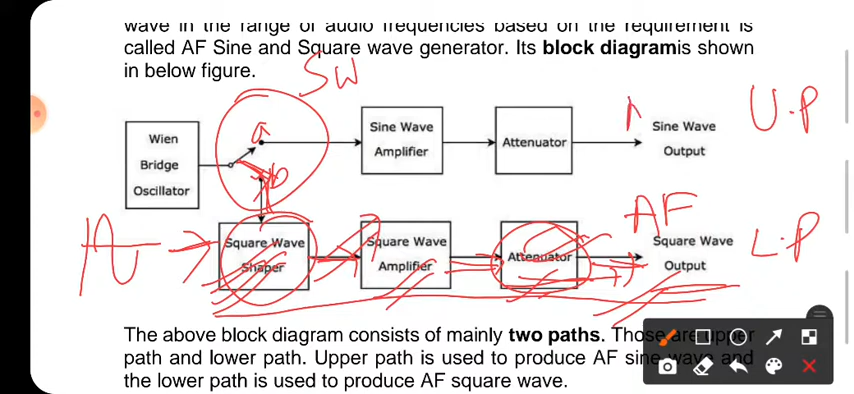 wave in the range of audio frequencies based on the requirement is
called AF Sine and Square wave generator. Its block diagramis shown
in below figure.
SW
U.P
a
Wien
Bridge
Oscillator
Sine Wave
Amplifier
Attenuator
Sine Wave
Output
b
AF
L.P
Square Wave
Shaper
Square Wave
Amplifier
Attenuator
Square Wave
Output
The above block diagram consists of mainly two paths. Those are upper
path and lower path. Upper path is used to produce AF sine wave and
the lower path is used to produce AF square wave.